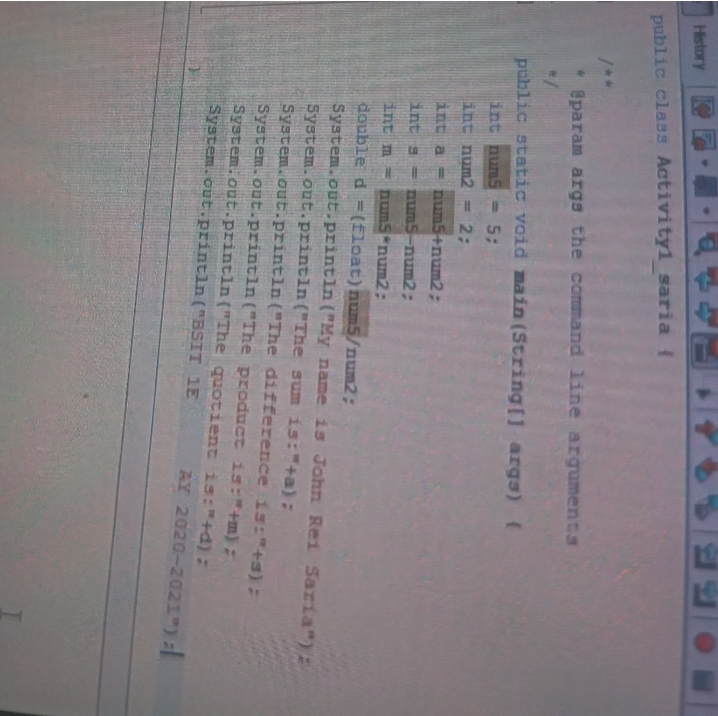 History
public class Activity1_saria {
/**
* @param args the command line arguments
*/
public static void main(String[] args) {
int num5 = 5;
int num2 = 2;
int a = num5+num2;
int s = num5-num2;
int m = num5*num2;
double d =(float)num5/num2;
System.out.println("My name is John Rei Saria");
System.out.println("The sum is:"+a);
System.out.println("The difference is:"+s);
System.out.println("The product is:"+m);
System.out.println("The quotient is:"+d);
System.out.println("BSIT 1E AY 2020-2021");
}